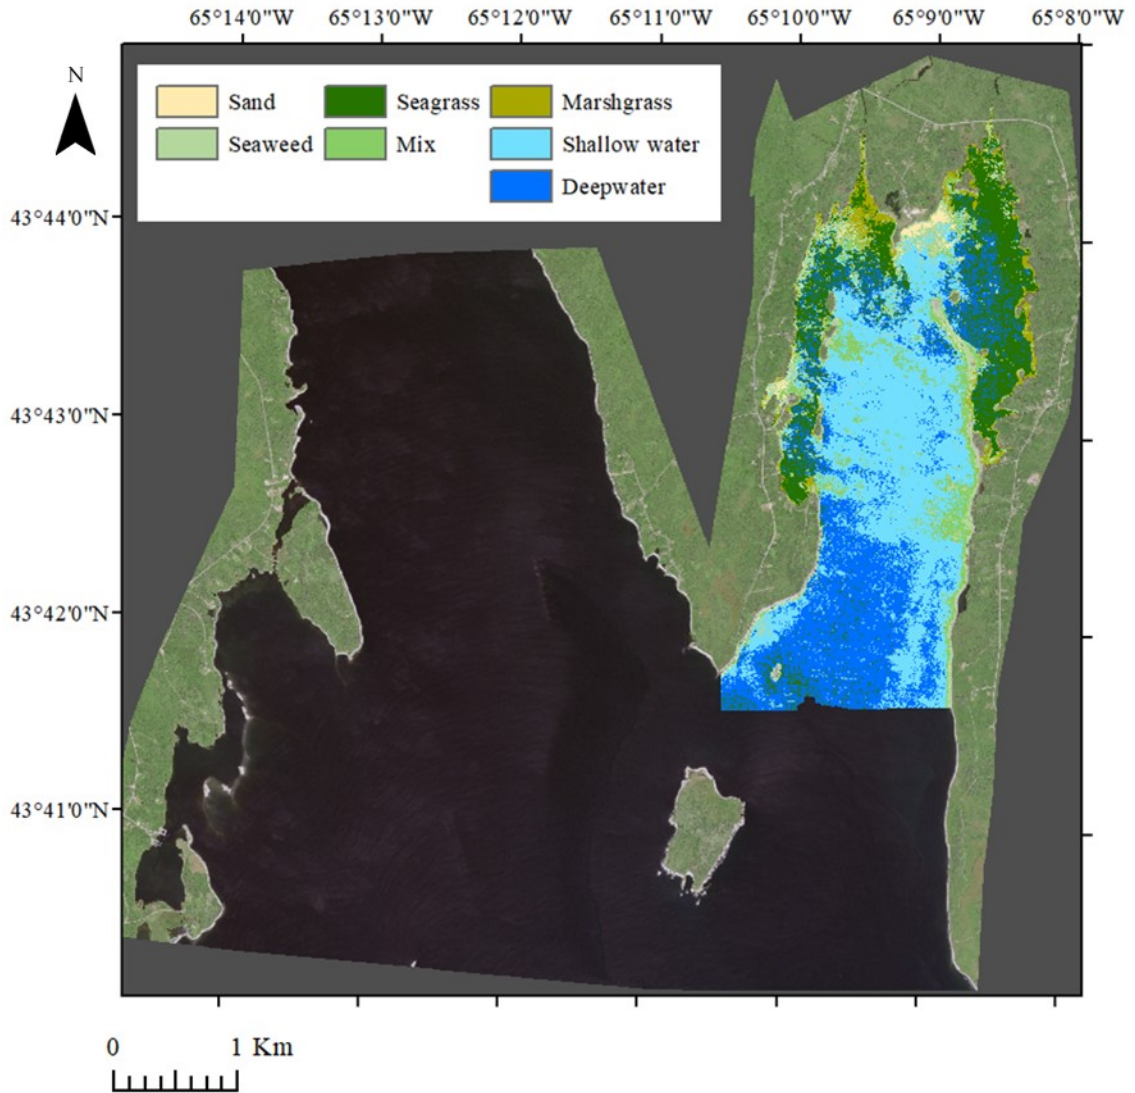 65°14'0"W 65°13'0"W 65°12'0"W 65°11'0"W 65°10'0"W 65°9'0"W 65°8'0"W
N
Sand Seagrass Marshgrass
Seaweed Mix Shallow water
Deepwater
43°44'0"N
43°43'0"N
43°42'0"N
43°41'0"N
0 1 Km